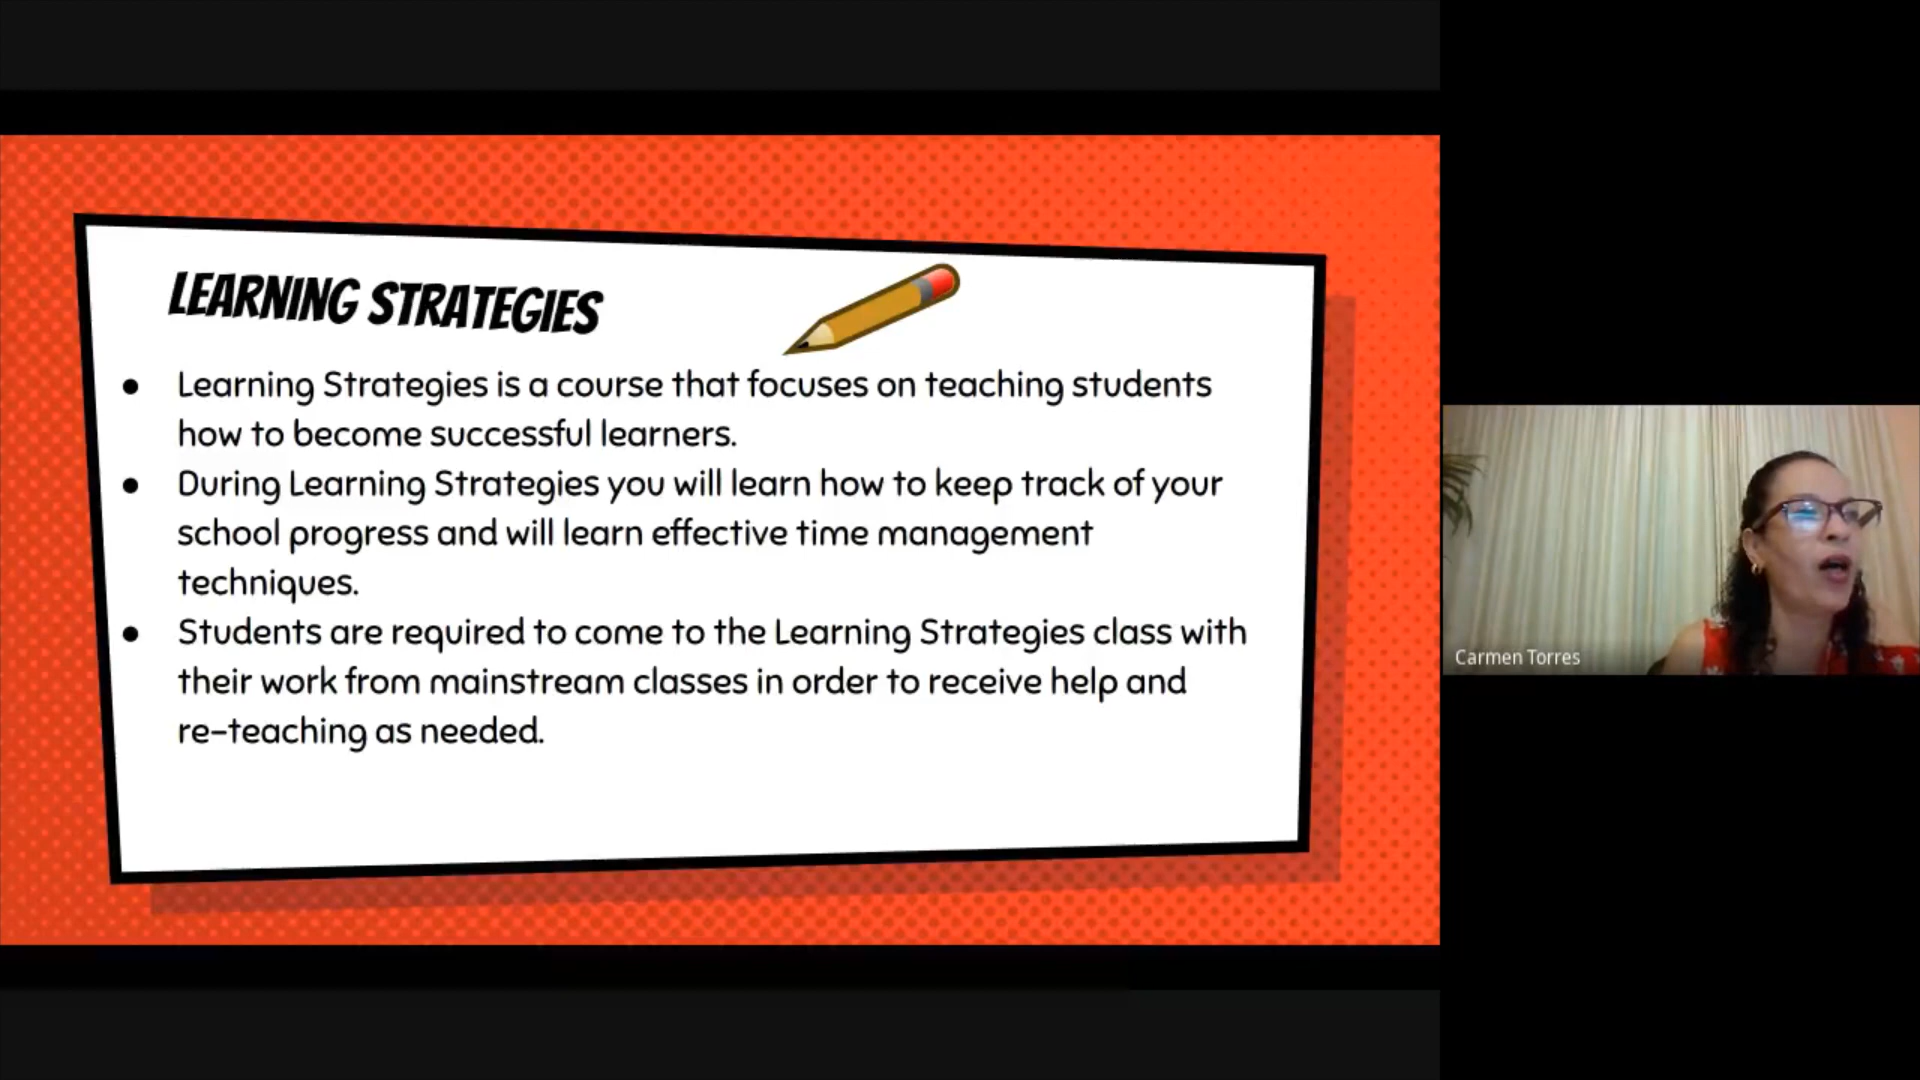 LEARNING STRATEGIES
● Learning Strategies is a course that focuses on teaching students
how to become successful learners.
● During Learning Strategies you will learn how to keep track of your
school progress and will learn effective time management
techniques.
● Students are required to come to the Learning Strategies class with
their work from mainstream classes in order to receive help and
re-teaching as needed.
Carmen Torres